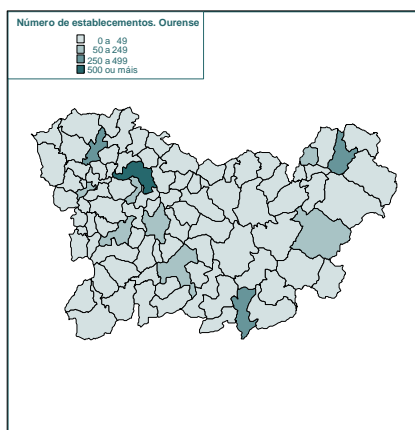 Número de establecementos. Ourense
0 a 49
50 a 249
250 a 499
500 ou máis